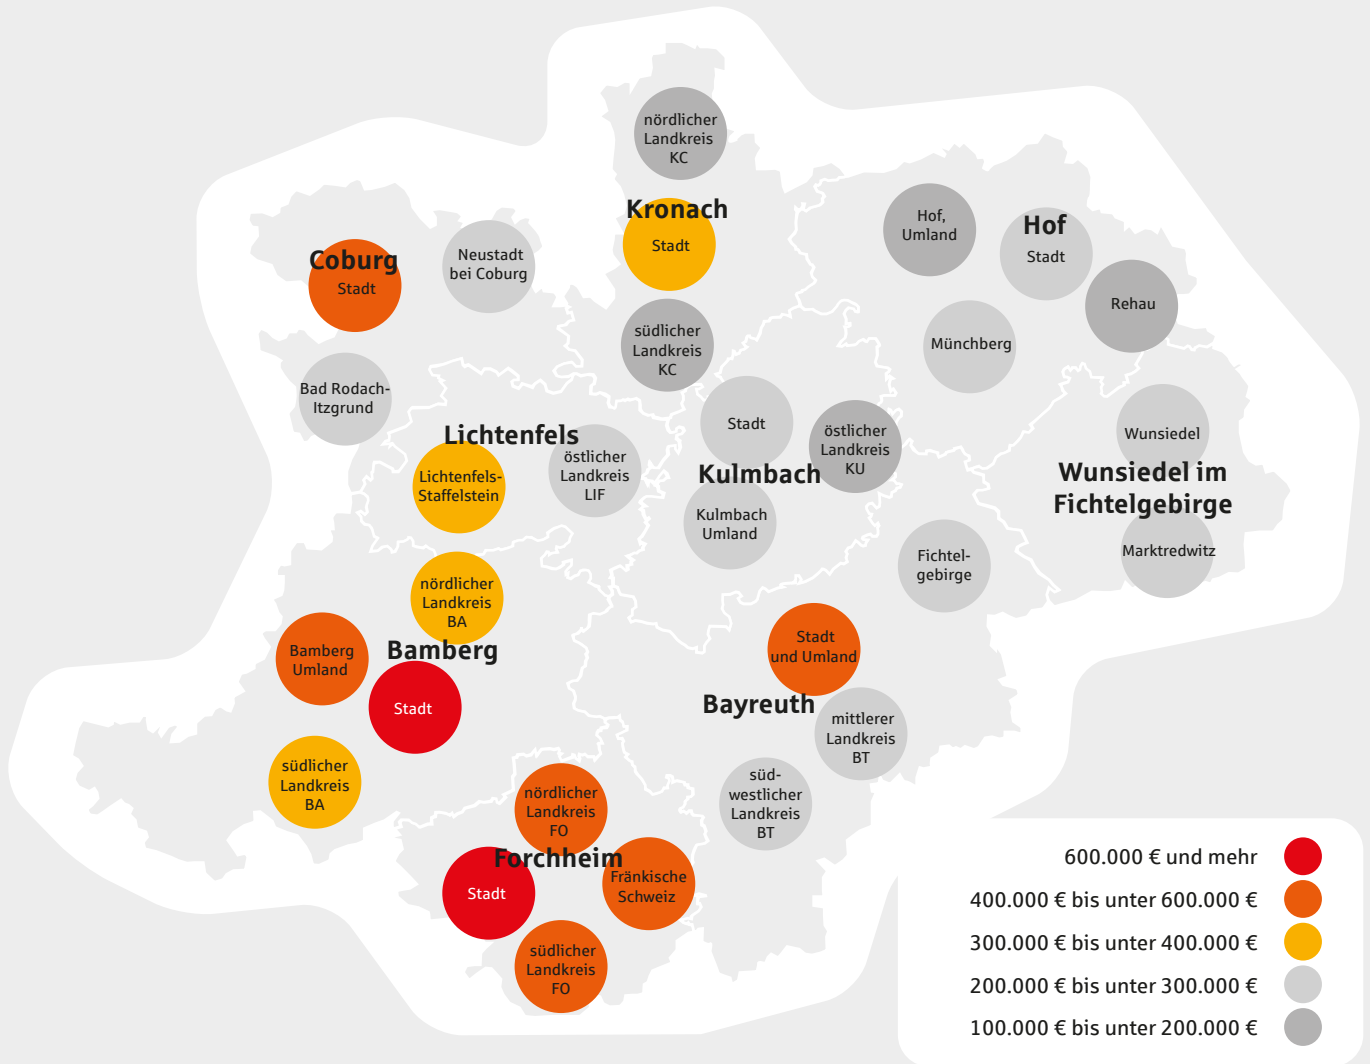 nördlicher
Landkreis
KC
Kronach
Stadt
südlicher
Landkreis
KC
Coburg
Stadt
Neustadt
bei Coburg
Bad Rodach-
Itzgrund
Hof,
Umland
Hof
Stadt
Rehau
Münchberg
Lichtenfels
Lichtenfels-
Staffelstein
östlicher
Landkreis
LIF
Stadt
Kulmbach
östlicher
Landkreis
KU
Kulmbach
Umland
Wunsiedel
Wunsiedel im
Fichtelgebirge
Marktredwitz
Fichtel-
gebirge
nördlicher
Landkreis
BA
Bamberg
Bamberg
Umland
Stadt
südlicher
Landkreis
BA
Stadt
und Umland
Bayreuth
mittlerer
Landkreis
BT
süd-
westlicher
Landkreis
BT
nördlicher
Landkreis
FO
Forchheim
Stadt
Fränkische
Schweiz
südlicher
Landkreis
FO
600.000 € und mehr
400.000 € bis unter 600.000 €
300.000 € bis unter 400.000 €
200.000 € bis unter 300.000 €
100.000 € bis unter 200.000 €